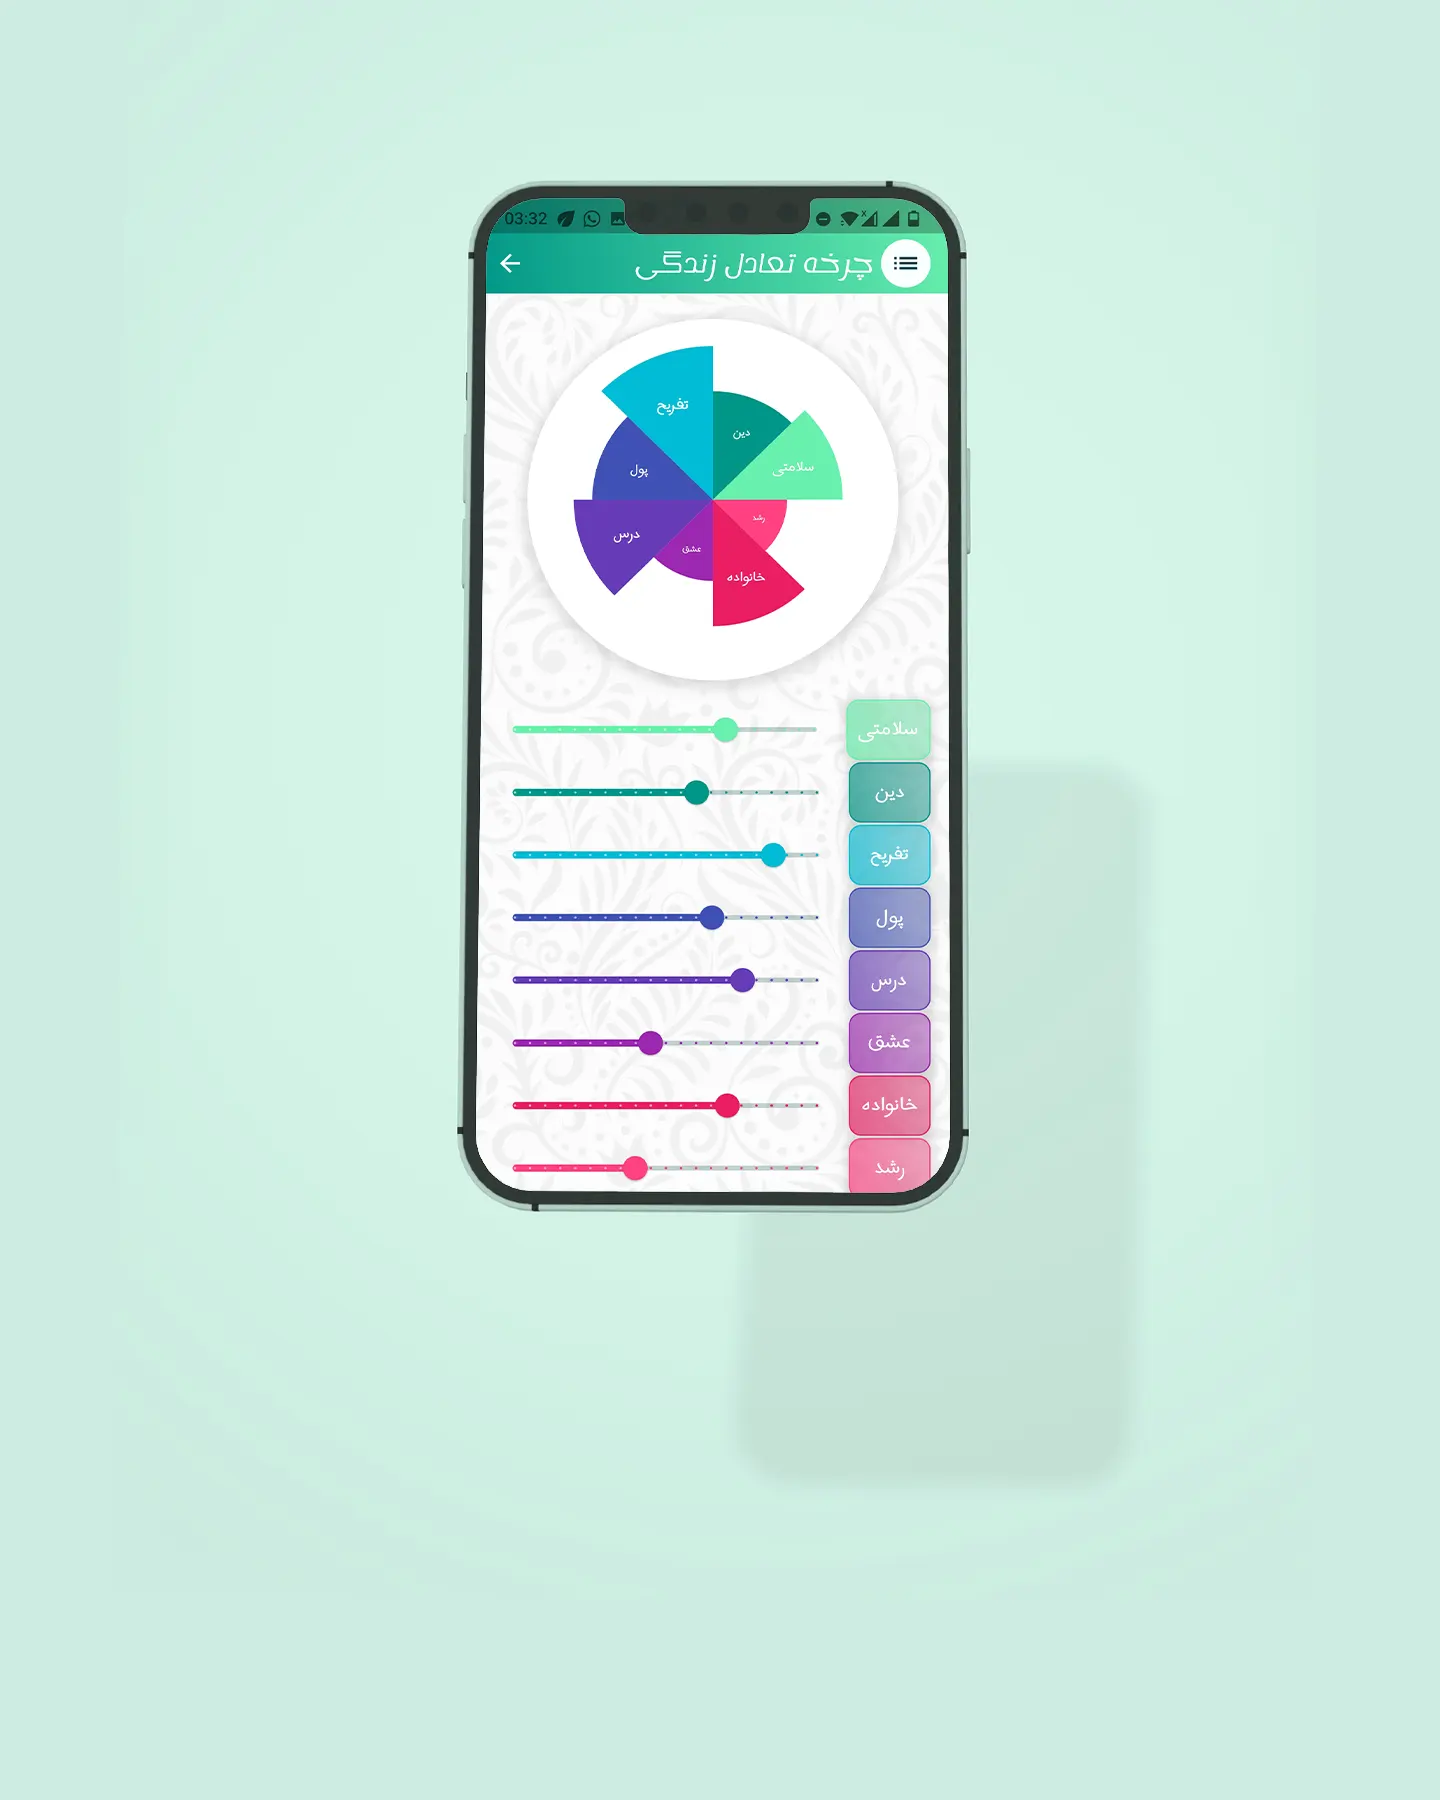 03:32
چرخه تعادل زندگی
تفریح
دین
سلامتی
پول
رشد
درس
عشق
خانواده
سلامتی
دین
تفریح
پول
درس
عشق
خانواده
رشد